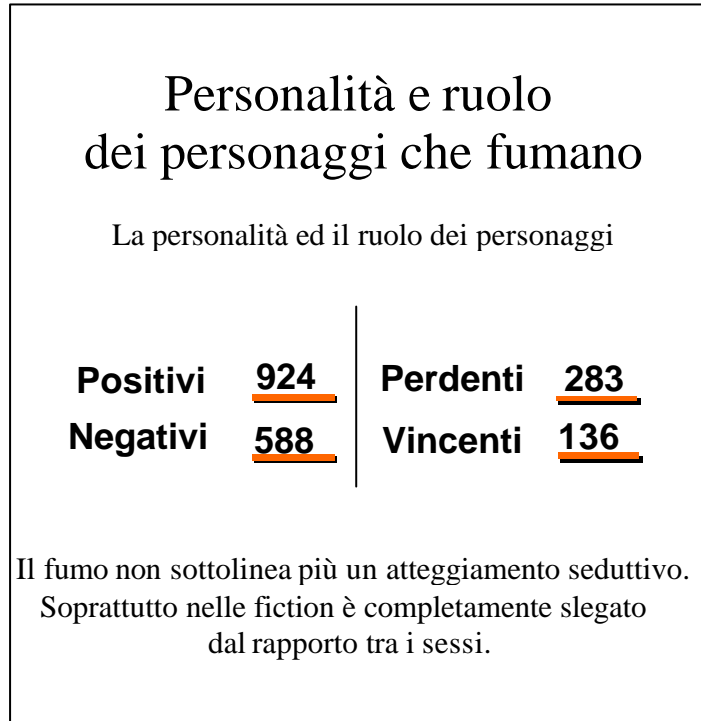 Personalità e ruolo
dei personaggi che fumano
La personalità ed il ruolo dei personaggi
Positivi 924
Negativi 588
Perdenti 283
Vincenti 136
Il fumo non sottolinea più un atteggiamento seduttivo.
Soprattutto nelle fiction è completamente slegato
dal rapporto tra i sessi.